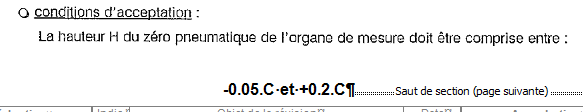 conditions d'acceptation :
La hauteur H du zéro pneumatique de l'organe de mesure doit être comprise entre :
-0.05.C·et·+0.2.C¶ Saut de section (page suivante)